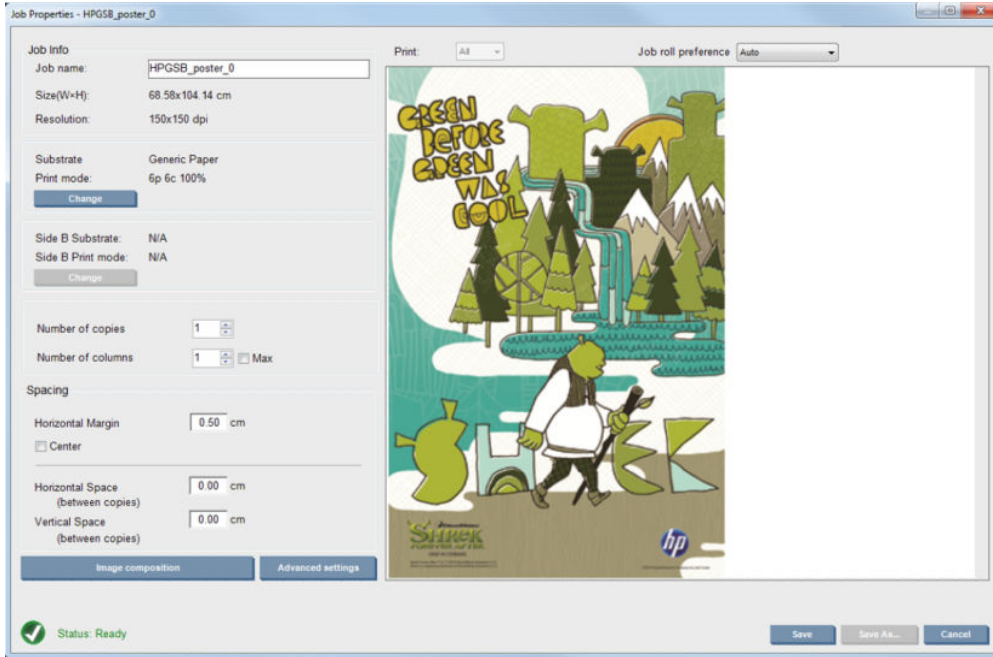 Job Properties - HPGSB_poster_0
Job Info
Job name: HPGSB_poster_0
Size(W×H): 68.58x104.14 cm
Resolution: 150x150 dpi
Substrate Generic Paper
Print mode: 6p 6c 100%
Change
Side B Substrate: N/A
Side B Print mode: N/A
Change
Number of copies 1
Number of columns 1 Max
Spacing
Horizontal Margin 0.50 cm
Center
Horizontal Space 0.00 cm
(between copies)
Vertical Space 0.00 cm
(between copies)
Image composition Advanced settings
Status: Ready
Print: All Job roll preference Auto
GREEN
BEFORE
GREEN
WAS
COOL
SHREK
SHREK
hp
Save Save As... Cancel